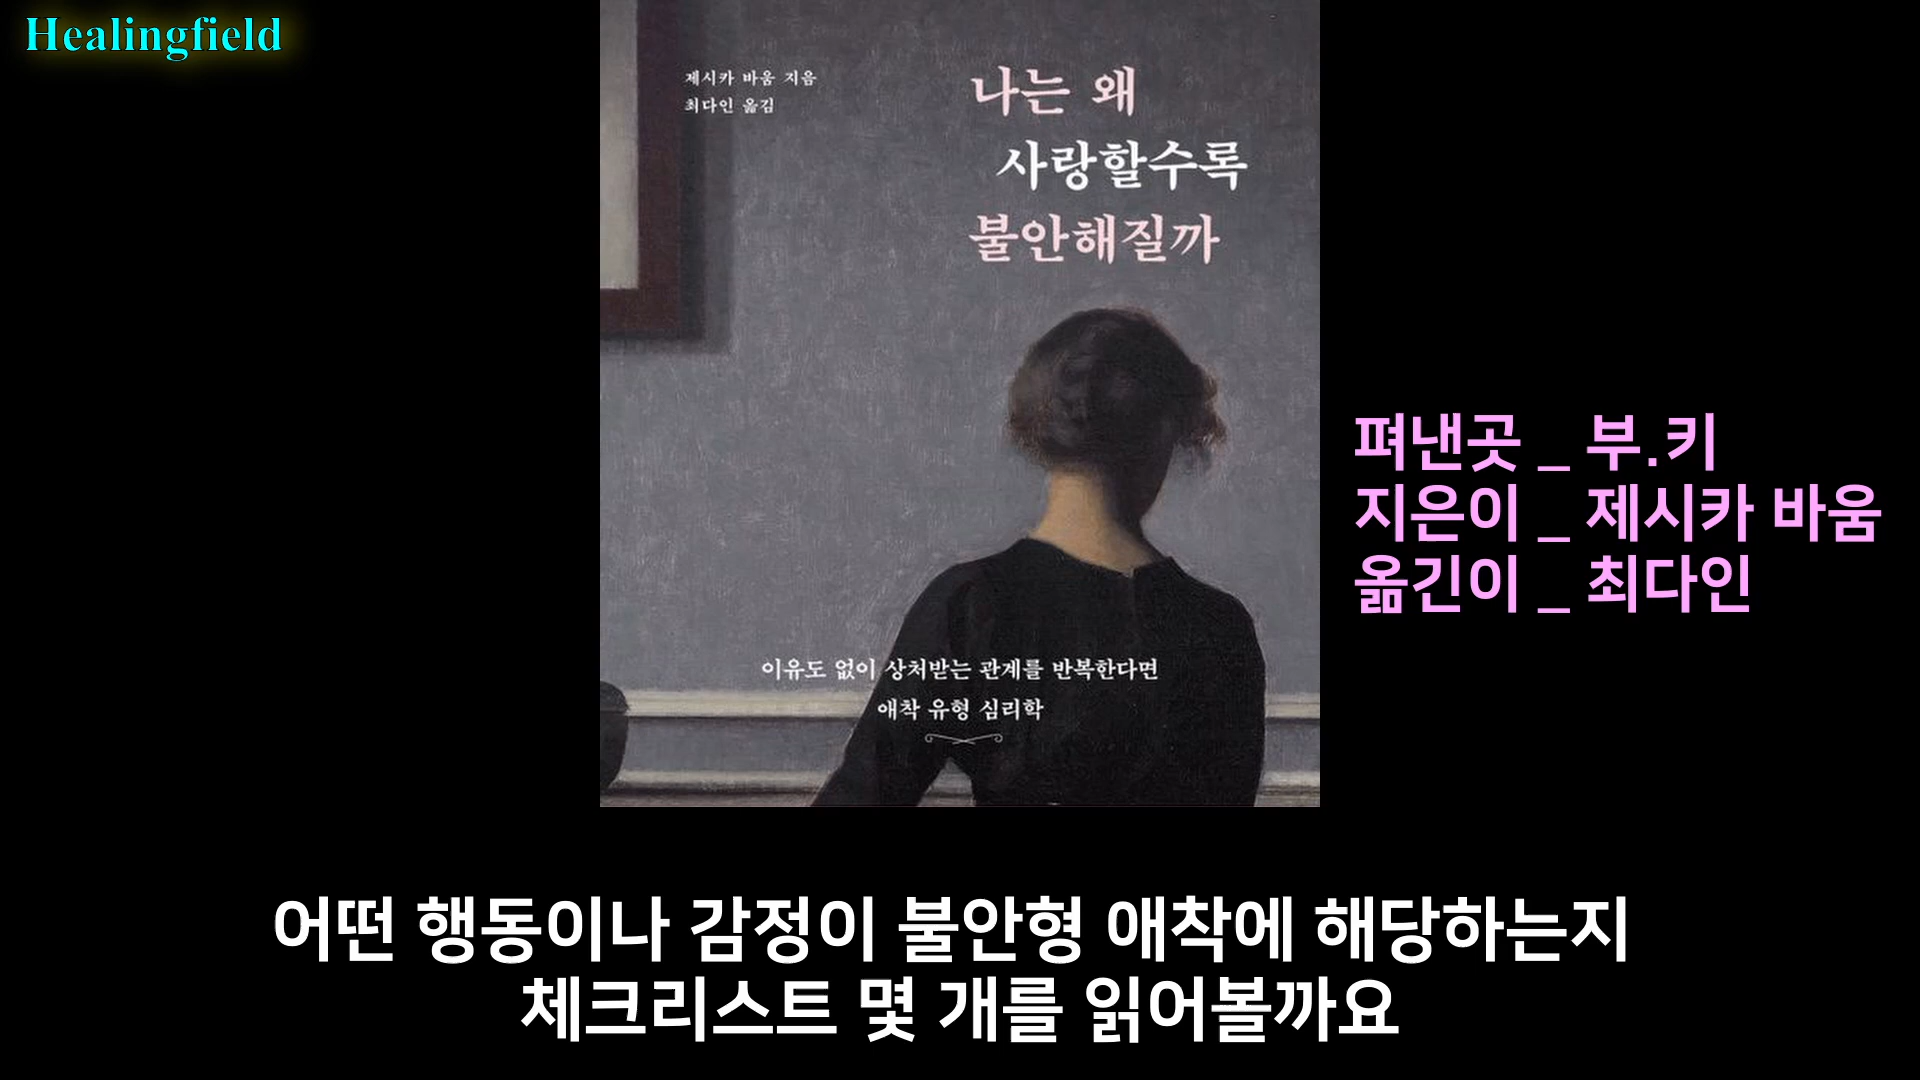 Healingfield
제시카 바움 지음
최다인 옮김
나는 왜
사랑할수록
불안해질까
펴낸곳 _ 부.키
지은이 _ 제시카 바움
옮긴이 _ 최다인
이유도 없이 상처받는 관계를 반복한다면
애착 유형 심리학
어떤 행동이나 감정이 불안형 애착에 해당하는지
체크리스트 몇 개를 읽어볼까요